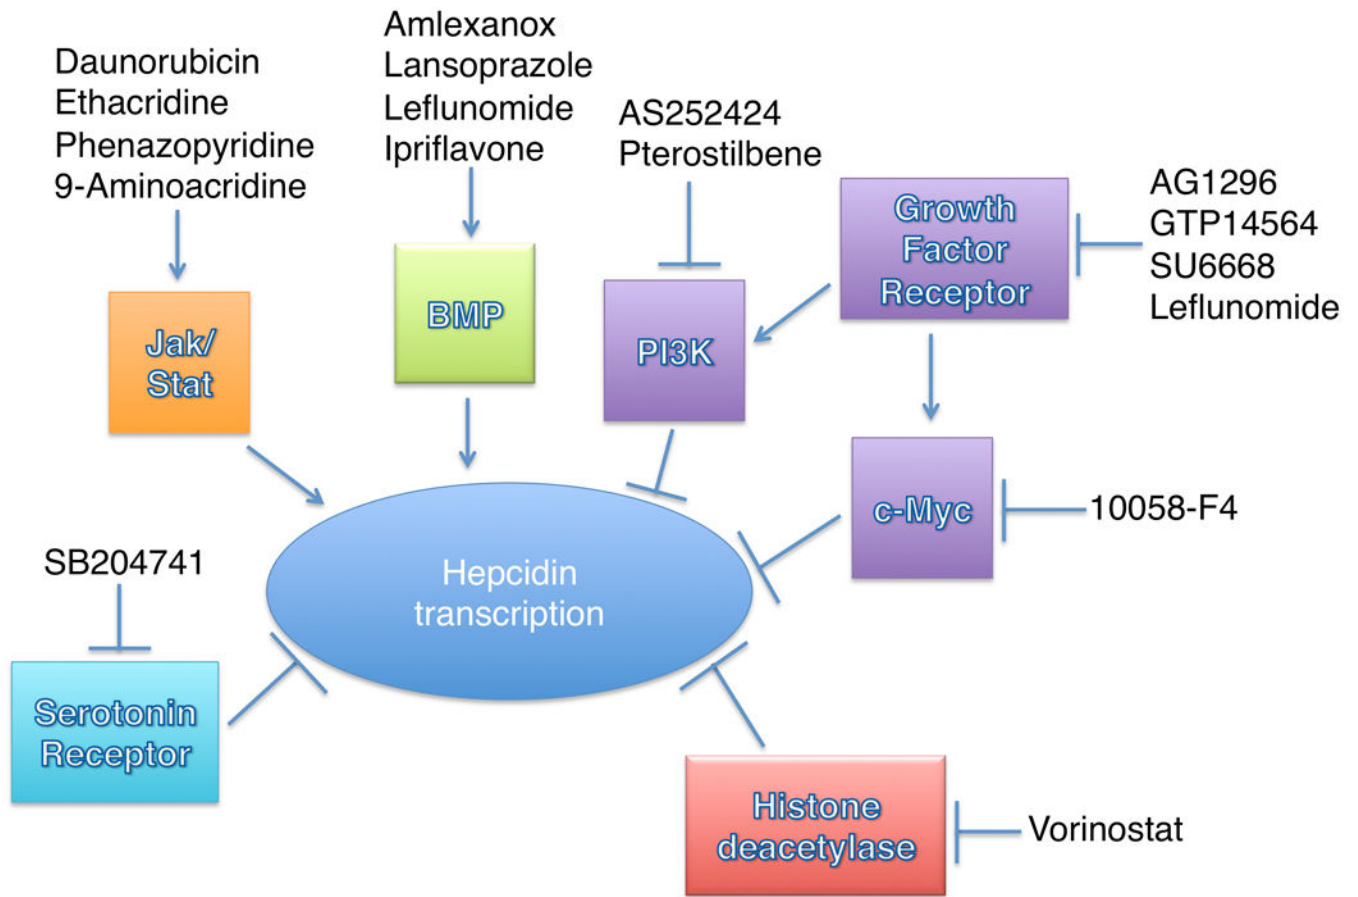 Daunorubicin
Ethacridine
Phenazopyridine
9-Aminoacridine
Amlexanox
Lansoprazole
Leflunomide
Ipriflavone
AS252424
Pterostilbene
Growth
Factor
Receptor
AG1296
GTP14564
SU6668
Leflunomide
Jak/
Stat
BMP
PI3K
c-Myc
10058-F4
Hepcidin
transcription
SB204741
Serotonin
Receptor
Histone
deacetylase
Vorinostat